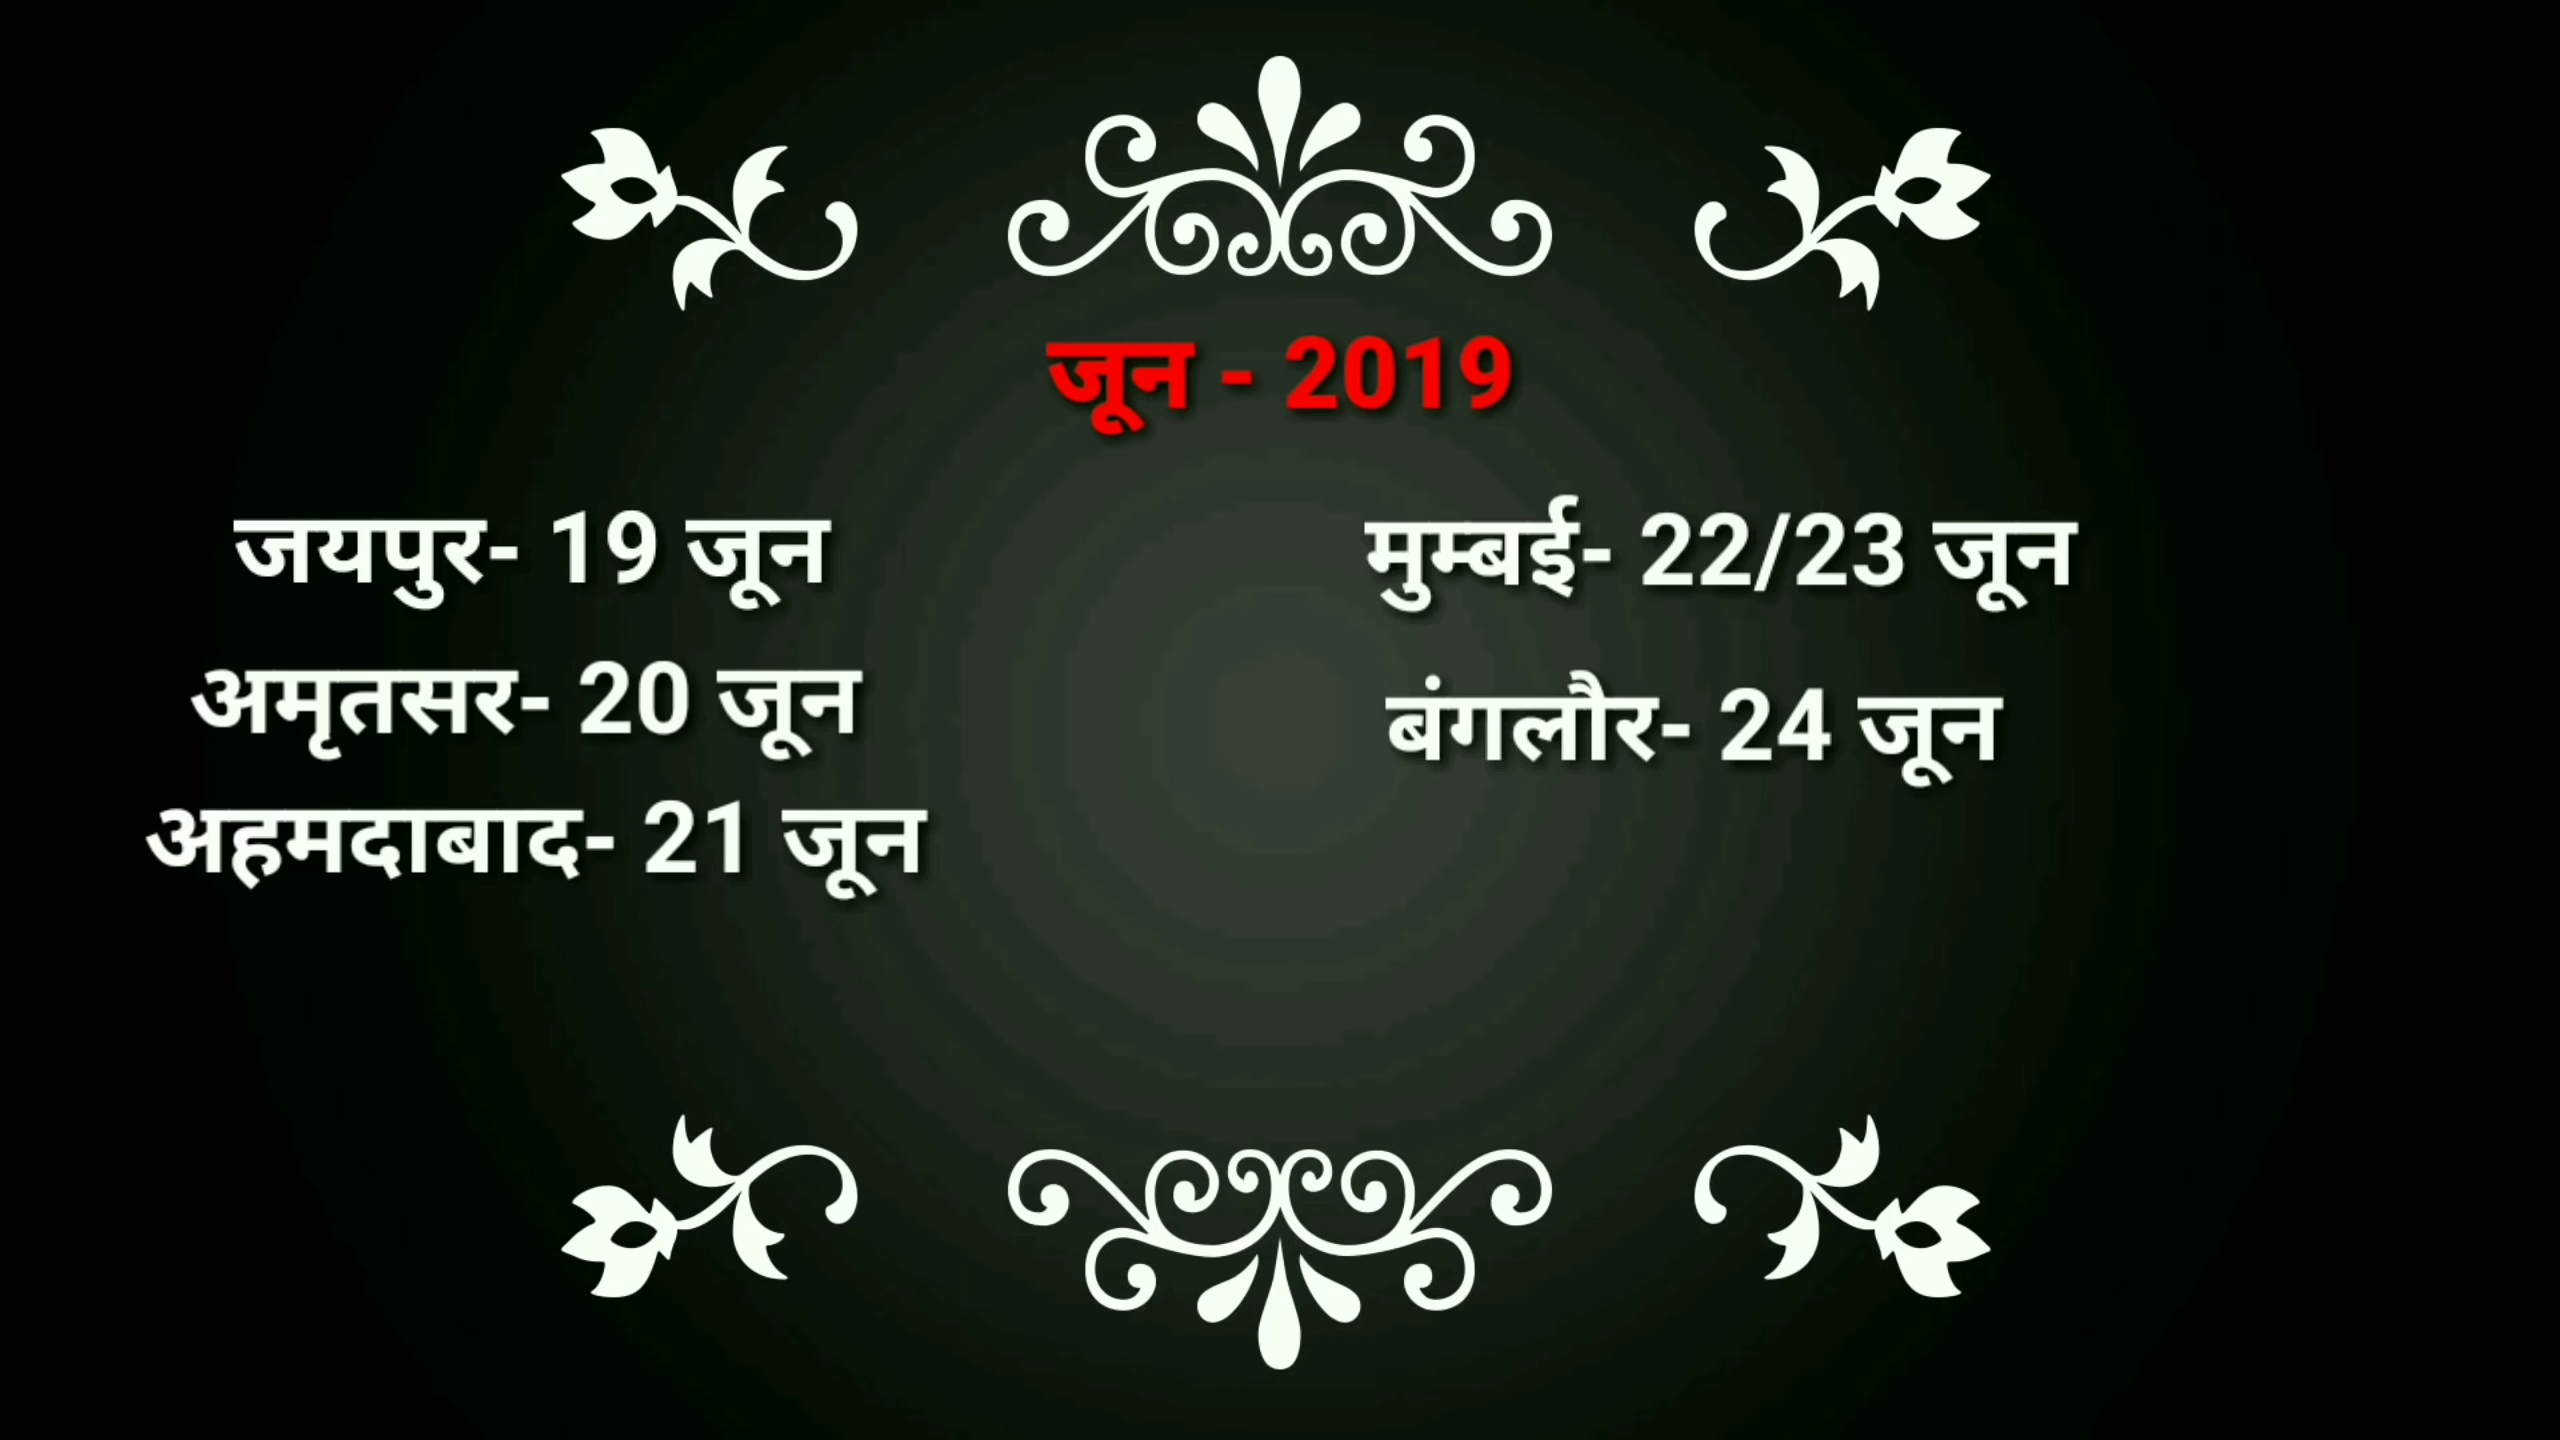 जून - 2019
जयपुर- 19 जून
अमृतसर- 20 जून
अहमदाबाद- 21 जून
मुम्बई- 22/23 जून
बंगलौर- 24 जून